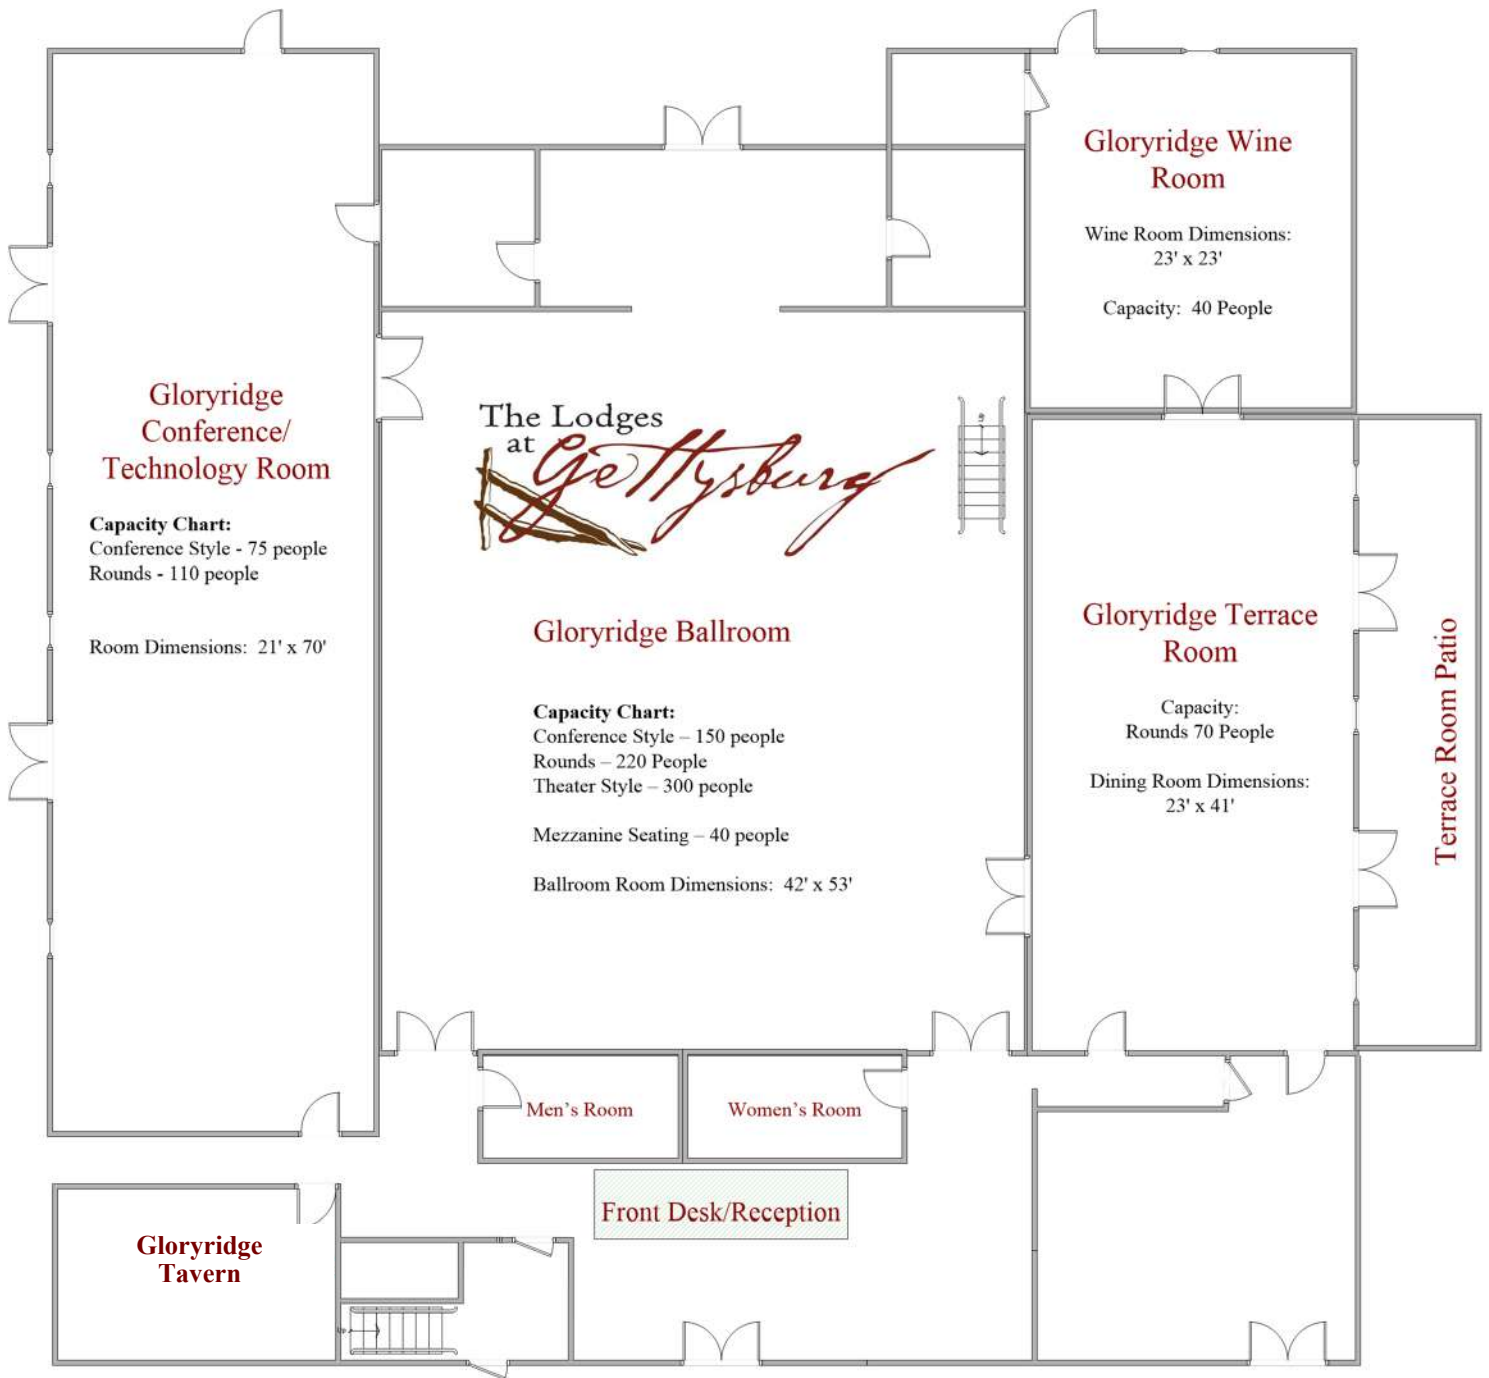 Gloryridge Wine
Room
Wine Room Dimensions:
23' x 23'
Capacity: 40 People
Gloryridge
Conference/
Technology Room
Capacity Chart:
Conference Style - 75 people
Rounds - 110 people
Room Dimensions: 21' x 70'
The Lodges
at
Gettysburg
Gloryridge Ballroom
Capacity Chart:
Conference Style – 150 people
Rounds – 220 People
Theater Style – 300 people
Mezzanine Seating – 40 people
Ballroom Room Dimensions: 42' x 53'
Gloryridge Terrace
Room
Capacity:
Rounds 70 People
Dining Room Dimensions:
23' x 41'
Terrace Room Patio
Men’s Room
Women’s Room
Front Desk/Reception
Gloryridge
Tavern